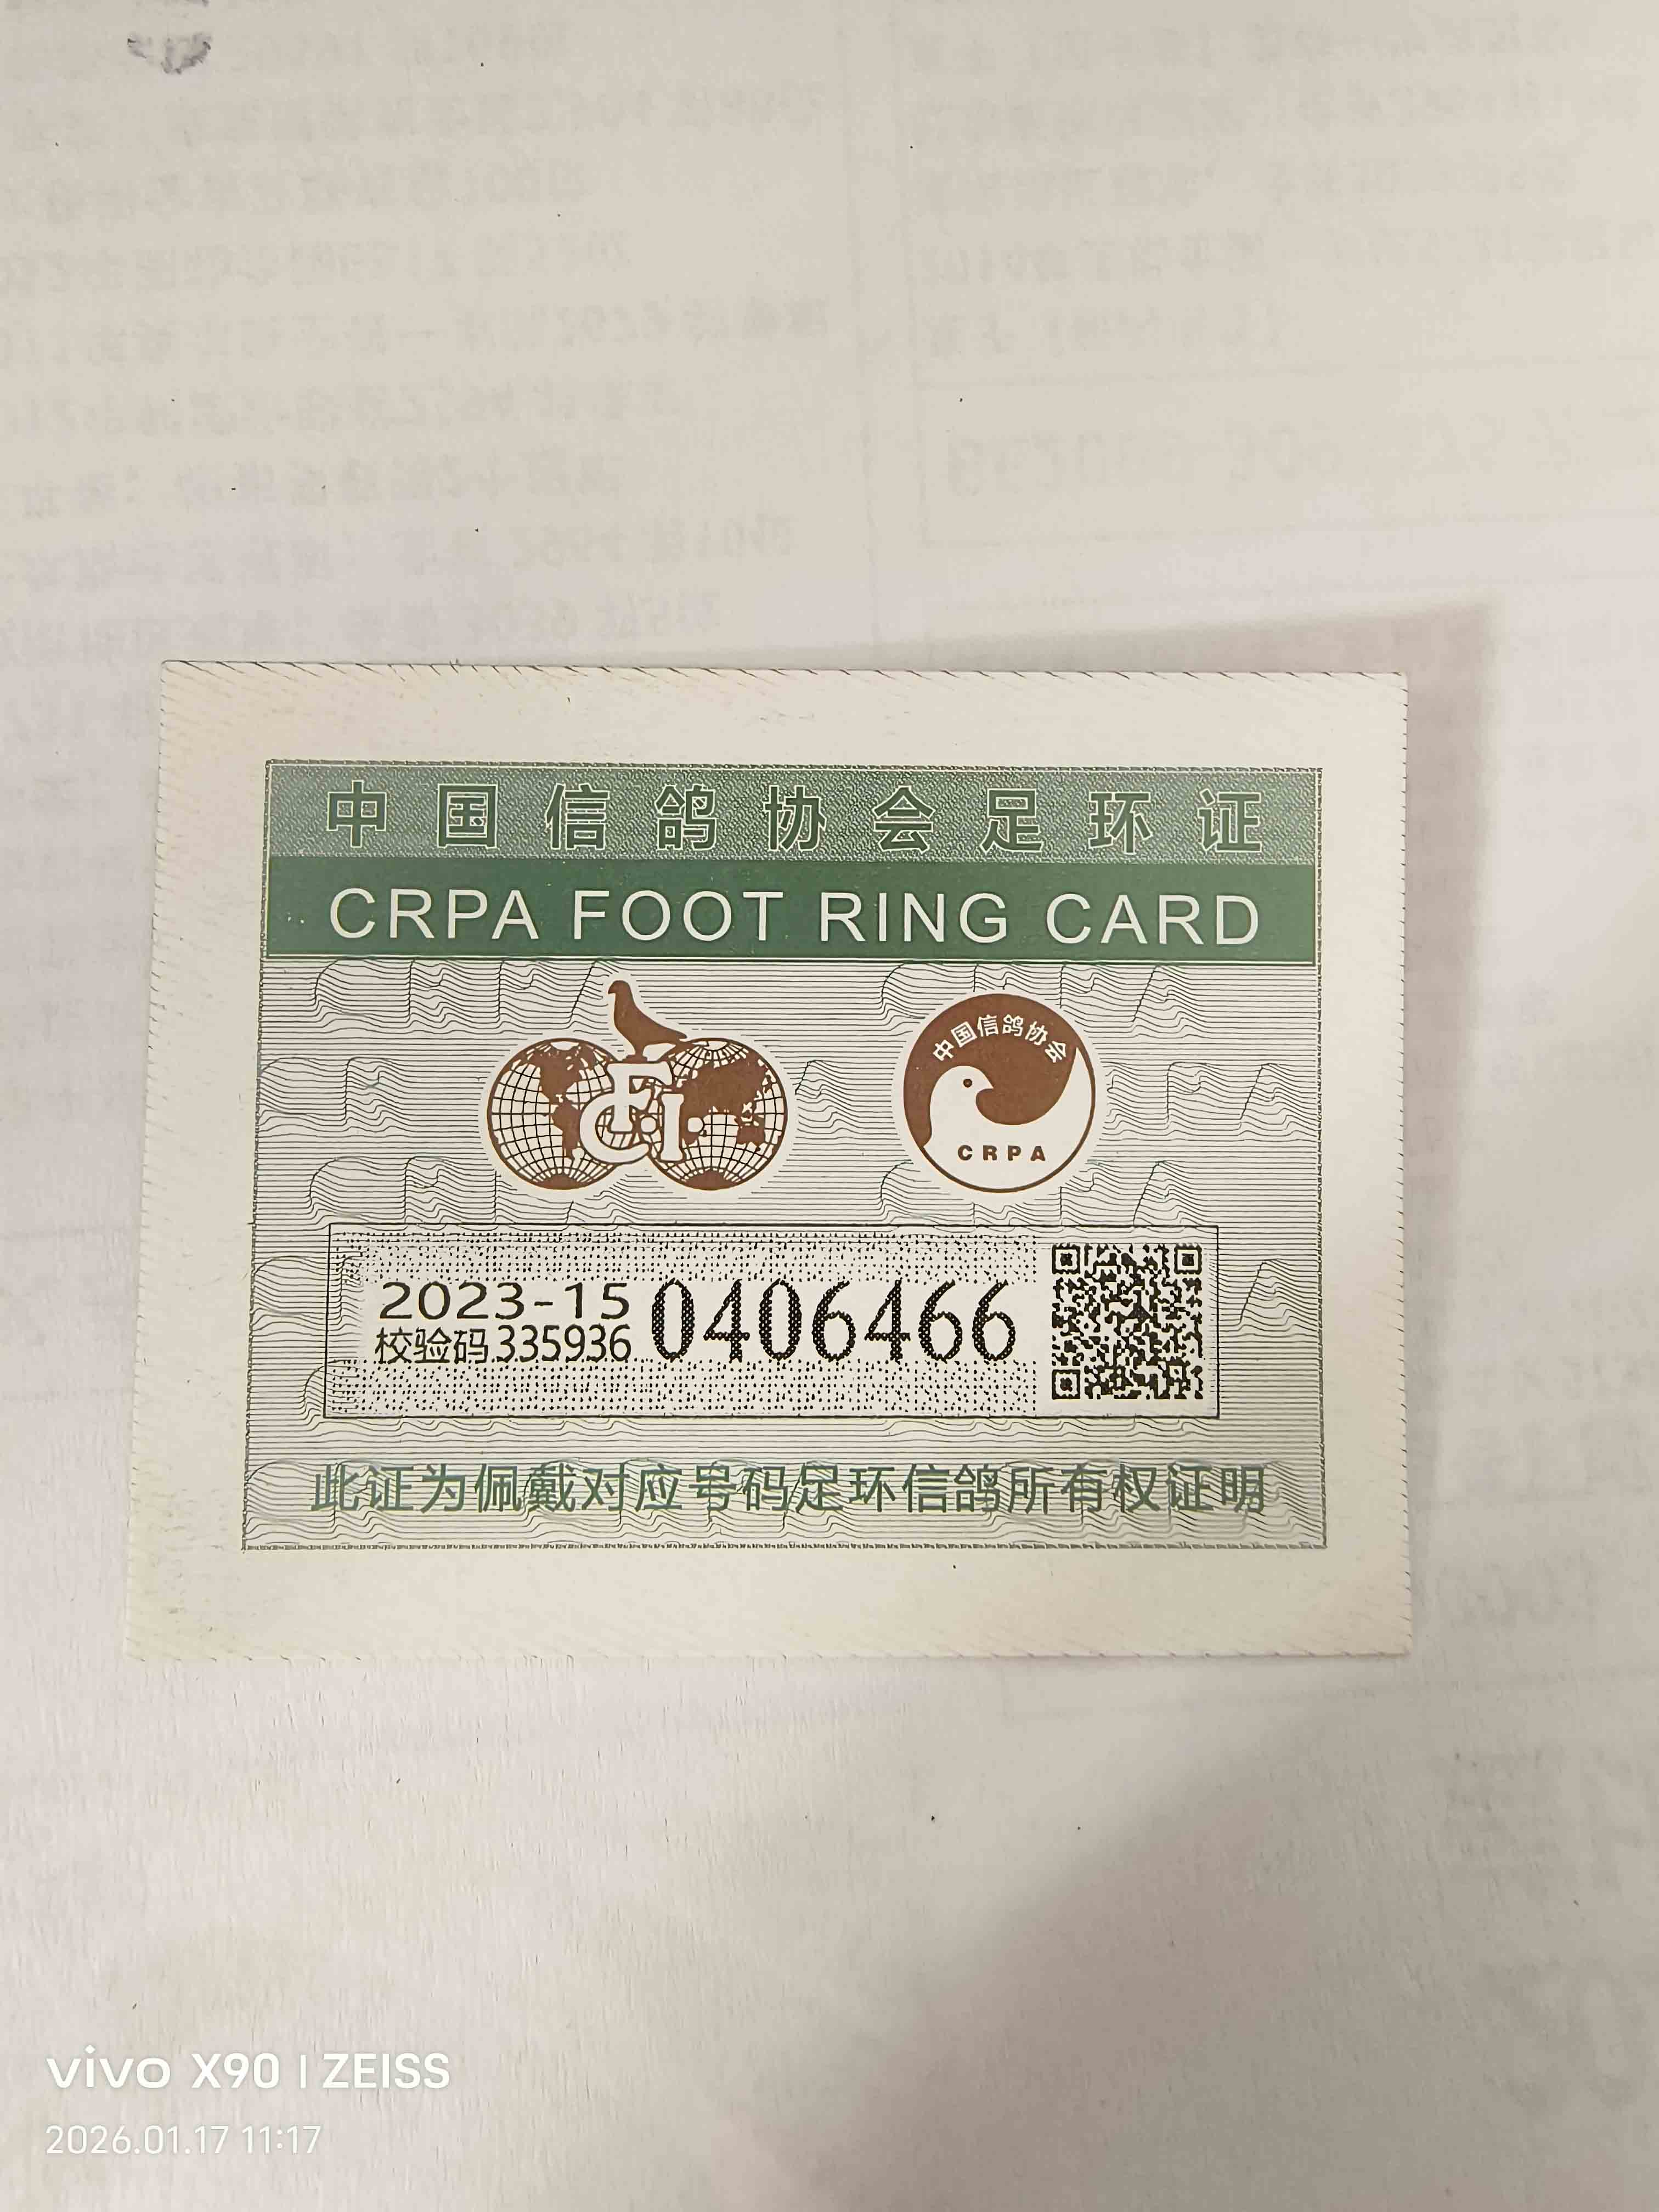 中国信鸽协会足环证
CRPA FOOT RING CARD
F.C.I.
中国信鸽协会
CRPA
2023-15
校验码335936
0406466
此证为佩戴对应号码足环信鸽所有权证明
vivo X90 | ZEISS
2026.01.17 11:17